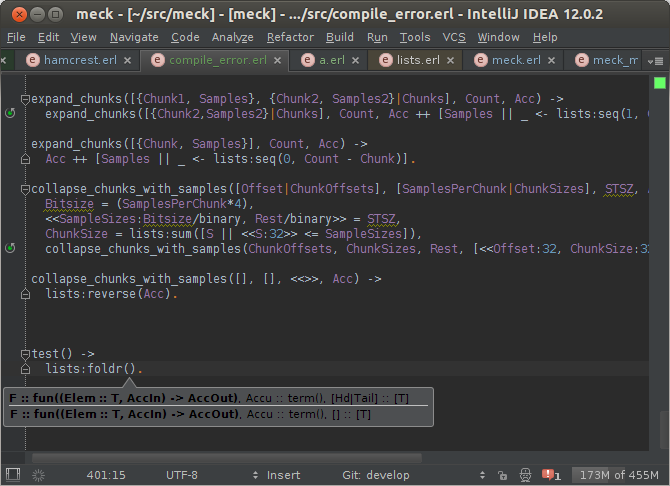 meck - [~/src/meck] - [meck] - .../src/compile_error.erl - IntelliJ IDEA 12.0.2
File Edit View Navigate Code Analyze Refactor Build Run Tools VCS Window Help
hamcrest.erl compile_error.erl a.erl lists.erl meck.erl meck_m
expand_chunks([{Chunk1, Samples}, {Chunk2, Samples2}|Chunks], Count, Acc) ->
expand_chunks([{Chunk2,Samples2}|Chunks], Count, Acc ++ [Samples || _ <- lists:seq(1,
expand_chunks([{Chunk, Samples}], Count, Acc) ->
Acc ++ [Samples || _ <- lists:seq(0, Count - Chunk)].
collapse_chunks_with_samples([Offset|ChunkOffsets], [SamplesPerChunk|ChunkSizes], STSZ,
Bitsize = (SamplesPerChunk*4),
<<SampleSizes:Bitsize/binary, Rest/binary>> = STSZ,
ChunkSize = lists:sum([S || <<S:32>> <= SampleSizes]),
collapse_chunks_with_samples(ChunkOffsets, ChunkSizes, Rest, [<<Offset:32, ChunkSize:32
collapse_chunks_with_samples([], [], <<>>, Acc) ->
lists:reverse(Acc).
test() ->
lists:foldr().
F :: fun((Elem :: T, AccIn) -> AccOut), Accu :: term(), [Hd|Tail] :: [T]
F :: fun((Elem :: T, AccIn) -> AccOut), Accu :: term(), [] :: [T]
401:15 UTF-8 Insert Git: develop 1 173M of 455M